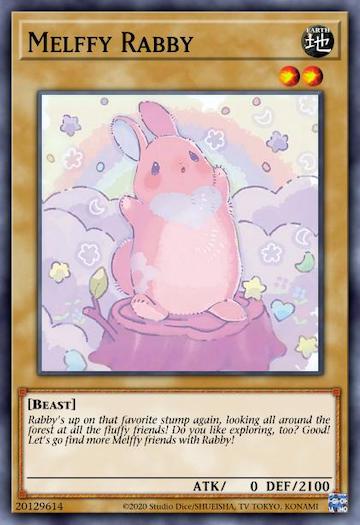 Melffy Rabby
EARTH
地
[Beast]
Rabby's up on that favorite stump again, looking all around the
forest at all the fluffy friends! Do you like exploring, too? Good!
Let's go find more Melffy friends with Rabby!
ATK/ 0 DEF/2100
20129614
©2020 Studio Dice/SHUEISHA, TV TOKYO, KONAMI